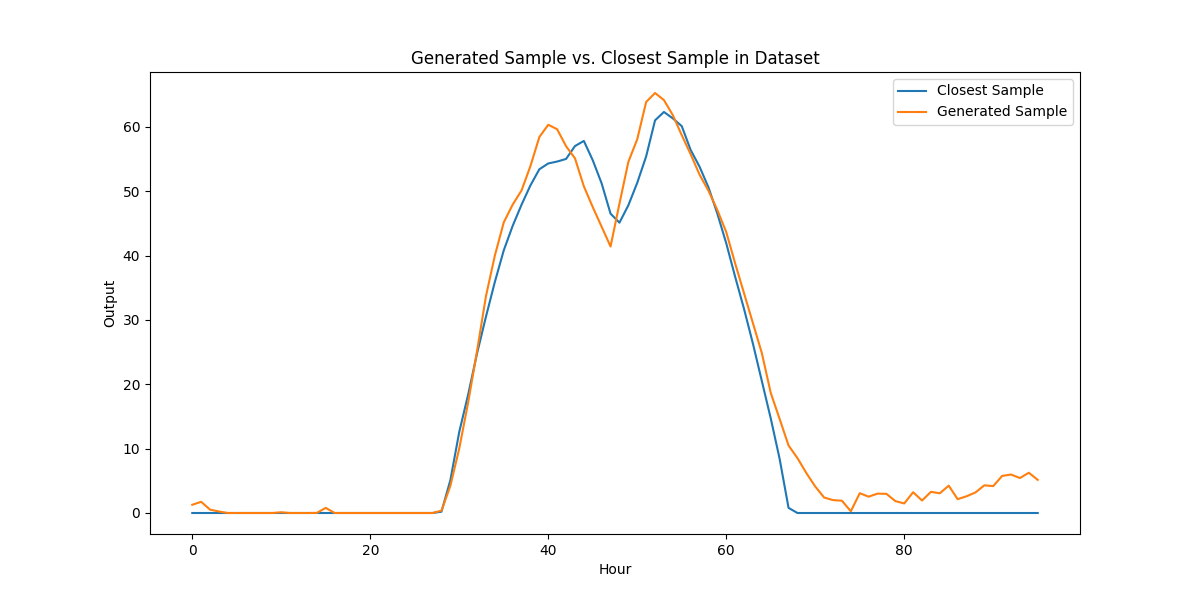 Generated Sample vs. Closest Sample in Dataset
Closest Sample
Generated Sample
Output
60
50
40
30
20
10
0
0 20 40 60 80
Hour